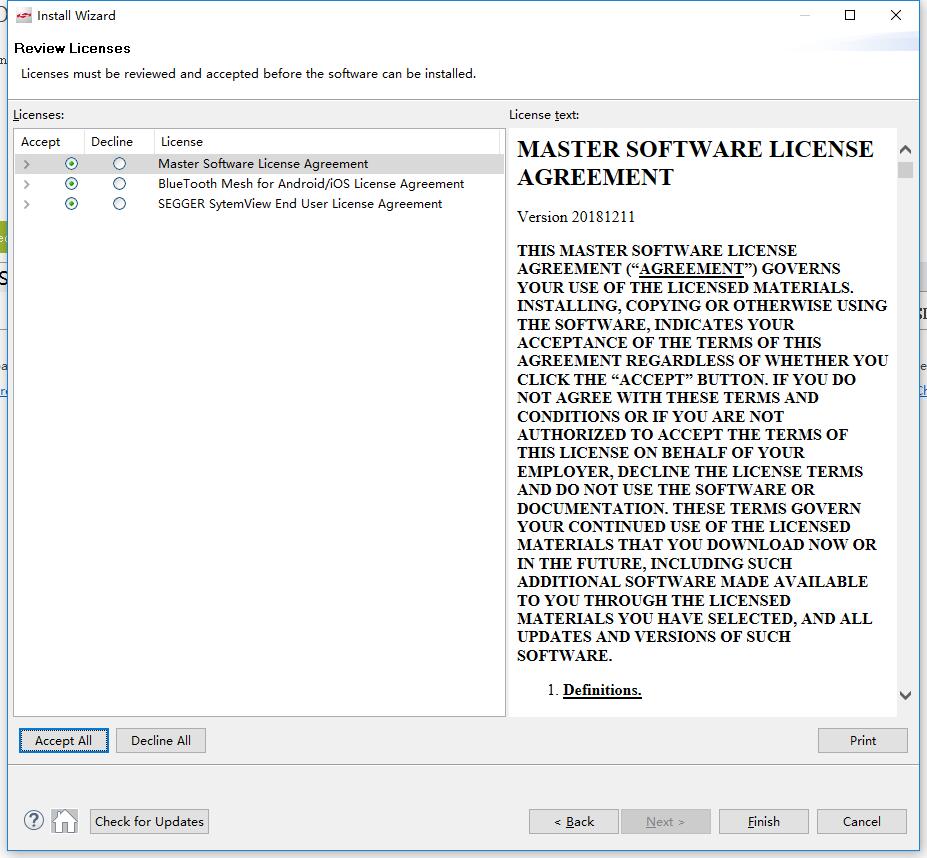 Install Wizard
Review Licenses
Licenses must be reviewed and accepted before the software can be installed.
Licenses:
Accept Decline License
Master Software License Agreement
BlueTooth Mesh for Android/iOS License Agreement
SEGGER SytemView End User License Agreement
License text:
MASTER SOFTWARE LICENSE
AGREEMENT
Version 20181211
THIS MASTER SOFTWARE LICENSE
AGREEMENT (“AGREEMENT”) GOVERNS
YOUR USE OF THE LICENSED MATERIALS.
INSTALLING, COPYING OR OTHERWISE USING
THE SOFTWARE, INDICATES YOUR
ACCEPTANCE OF THE TERMS OF THIS
AGREEMENT REGARDLESS OF WHETHER YOU
CLICK THE “ACCEPT” BUTTON. IF YOU DO
NOT AGREE WITH THESE TERMS AND
CONDITIONS OR IF YOU ARE NOT
AUTHORIZED TO ACCEPT THE TERMS OF
THIS LICENSE ON BEHALF OF YOUR
EMPLOYER, DECLINE THE LICENSE TERMS
AND DO NOT USE THE SOFTWARE OR
DOCUMENTATION. THESE TERMS GOVERN
YOUR CONTINUED USE OF THE LICENSED
MATERIALS THAT YOU DOWNLOAD NOW OR
IN THE FUTURE, INCLUDING SUCH
ADDITIONAL SOFTWARE MADE AVAILABLE
TO YOU THROUGH THE LICENSED
MATERIALS YOU HAVE SELECTED, AND ALL
UPDATES AND VERSIONS OF SUCH
SOFTWARE.
1. Definitions.
Accept All Decline All Print
? Check for Updates < Back Next > Finish Cancel